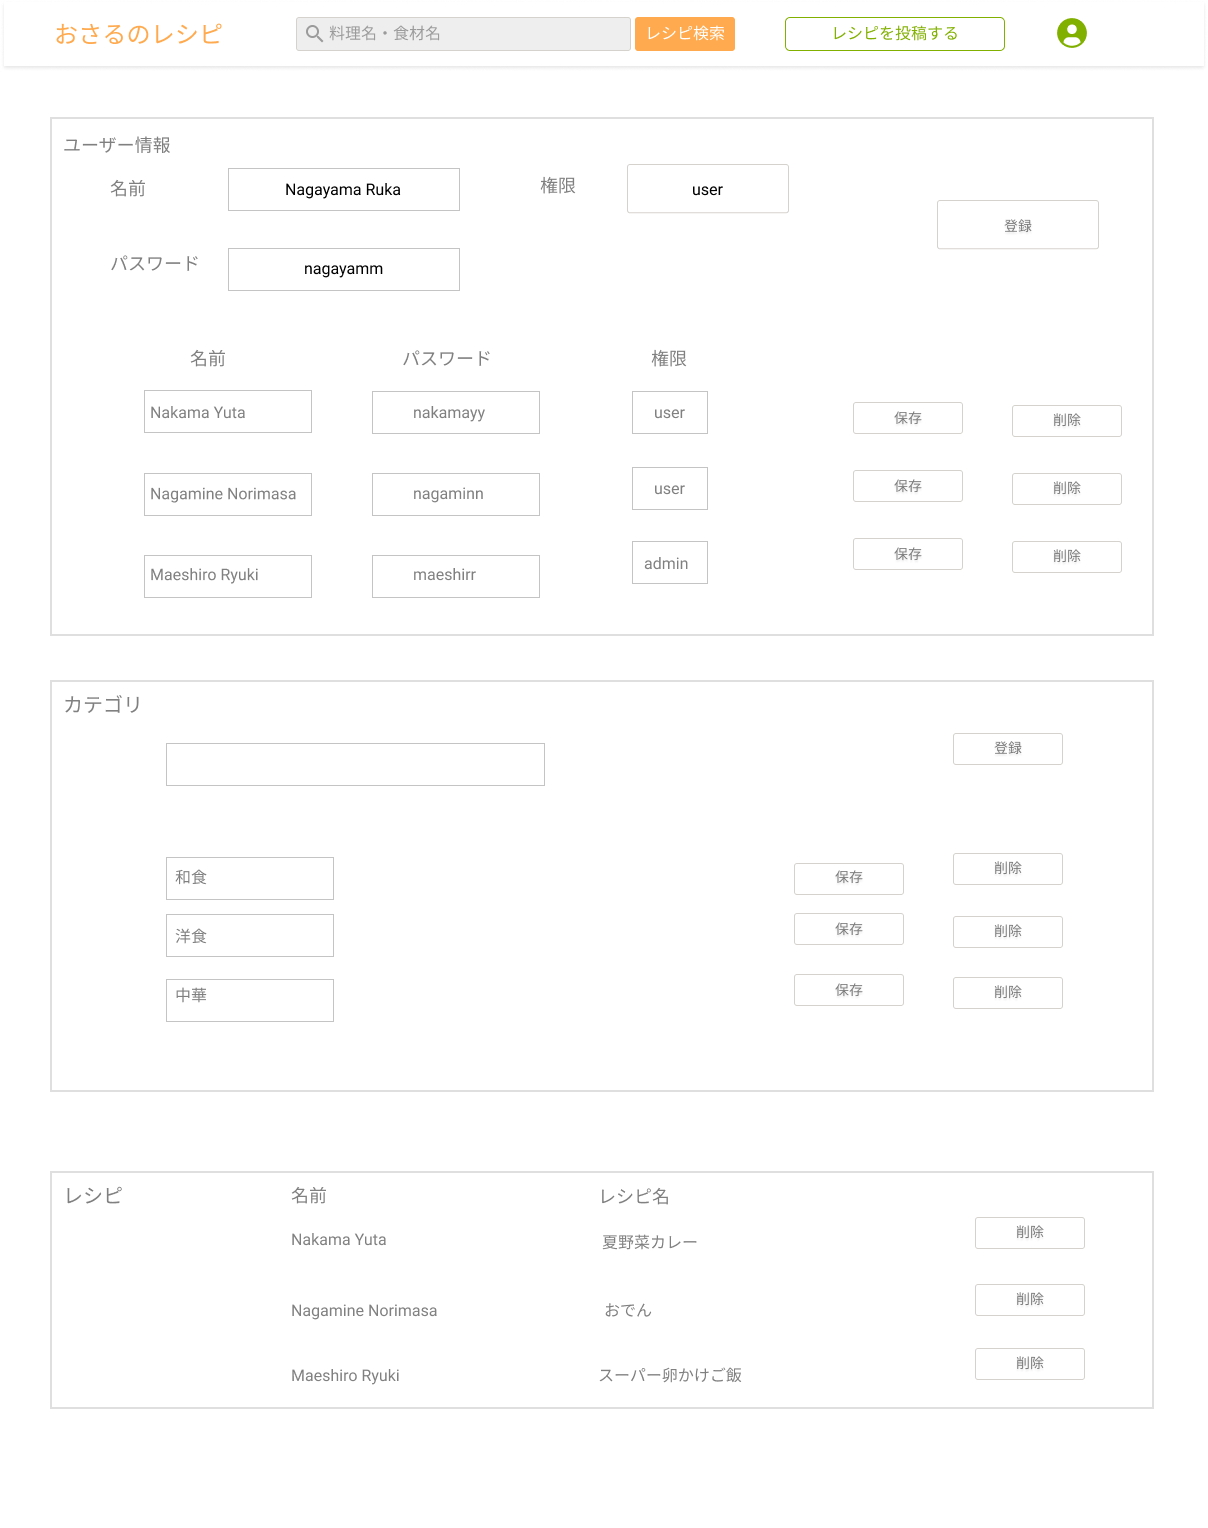 おさるのレシピ 料理名・食材名 レシピ検索 レシピを投稿する
ユーザー情報
名前 Nagayama Ruka 権限 user
登録
パスワード nagayamm
名前 パスワード 権限
Nakama Yuta nakamayy user 保存 削除
Nagamine Norimasa nagaminn user 保存 削除
Maeshiro Ryuki maeshirr admin 保存 削除
カテゴリ
登録
和食 保存 削除
洋食 保存 削除
中華 保存 削除
レシピ 名前 レシピ名
Nakama Yuta 夏野菜カレー 削除
Nagamine Norimasa おでん 削除
Maeshiro Ryuki スーパー卵かけご飯 削除